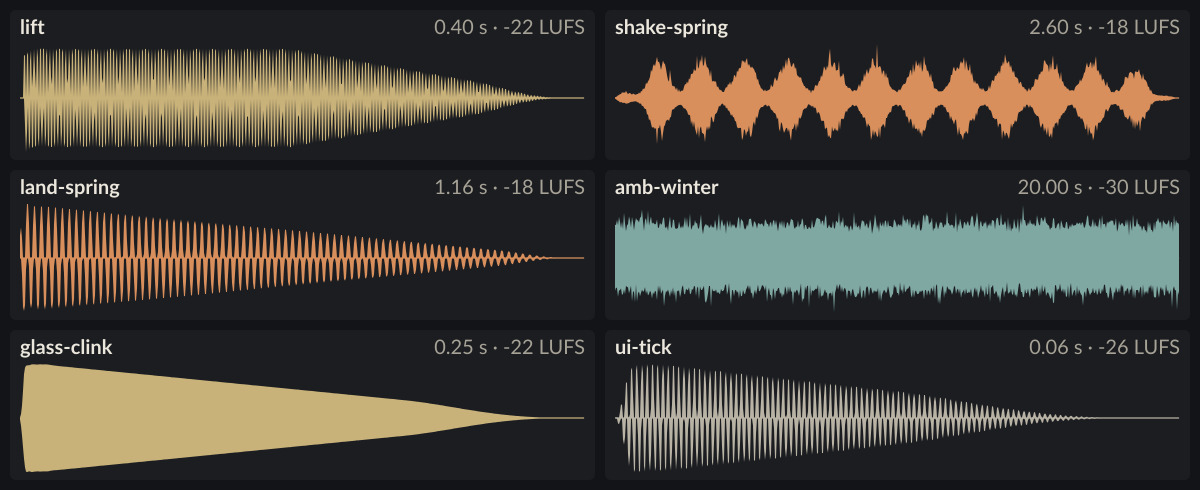 lift 0.40 s · -22 LUFS
shake-spring 2.60 s · -18 LUFS
land-spring 1.16 s · -18 LUFS
amb-winter 20.00 s · -30 LUFS
glass-clink 0.25 s · -22 LUFS
ui-tick 0.06 s · -26 LUFS